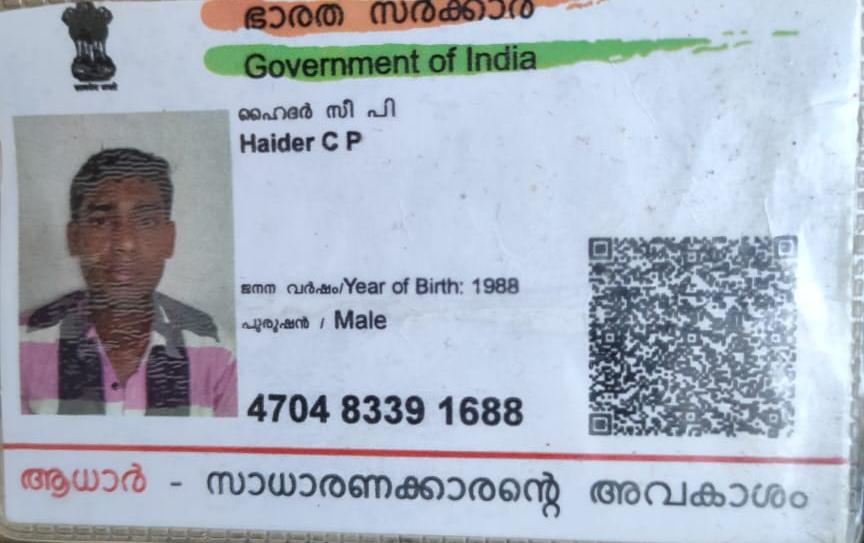 ഭാരത സർക്കാർ
Government of India
ഹൈദർ സീ പി
Haider C P
ജനന വർഷം/Year of Birth: 1988
പുരുഷൻ / Male
4704 8339 1688
ആധാർ - സാധാരണക്കാരന്റെ അവകാശം